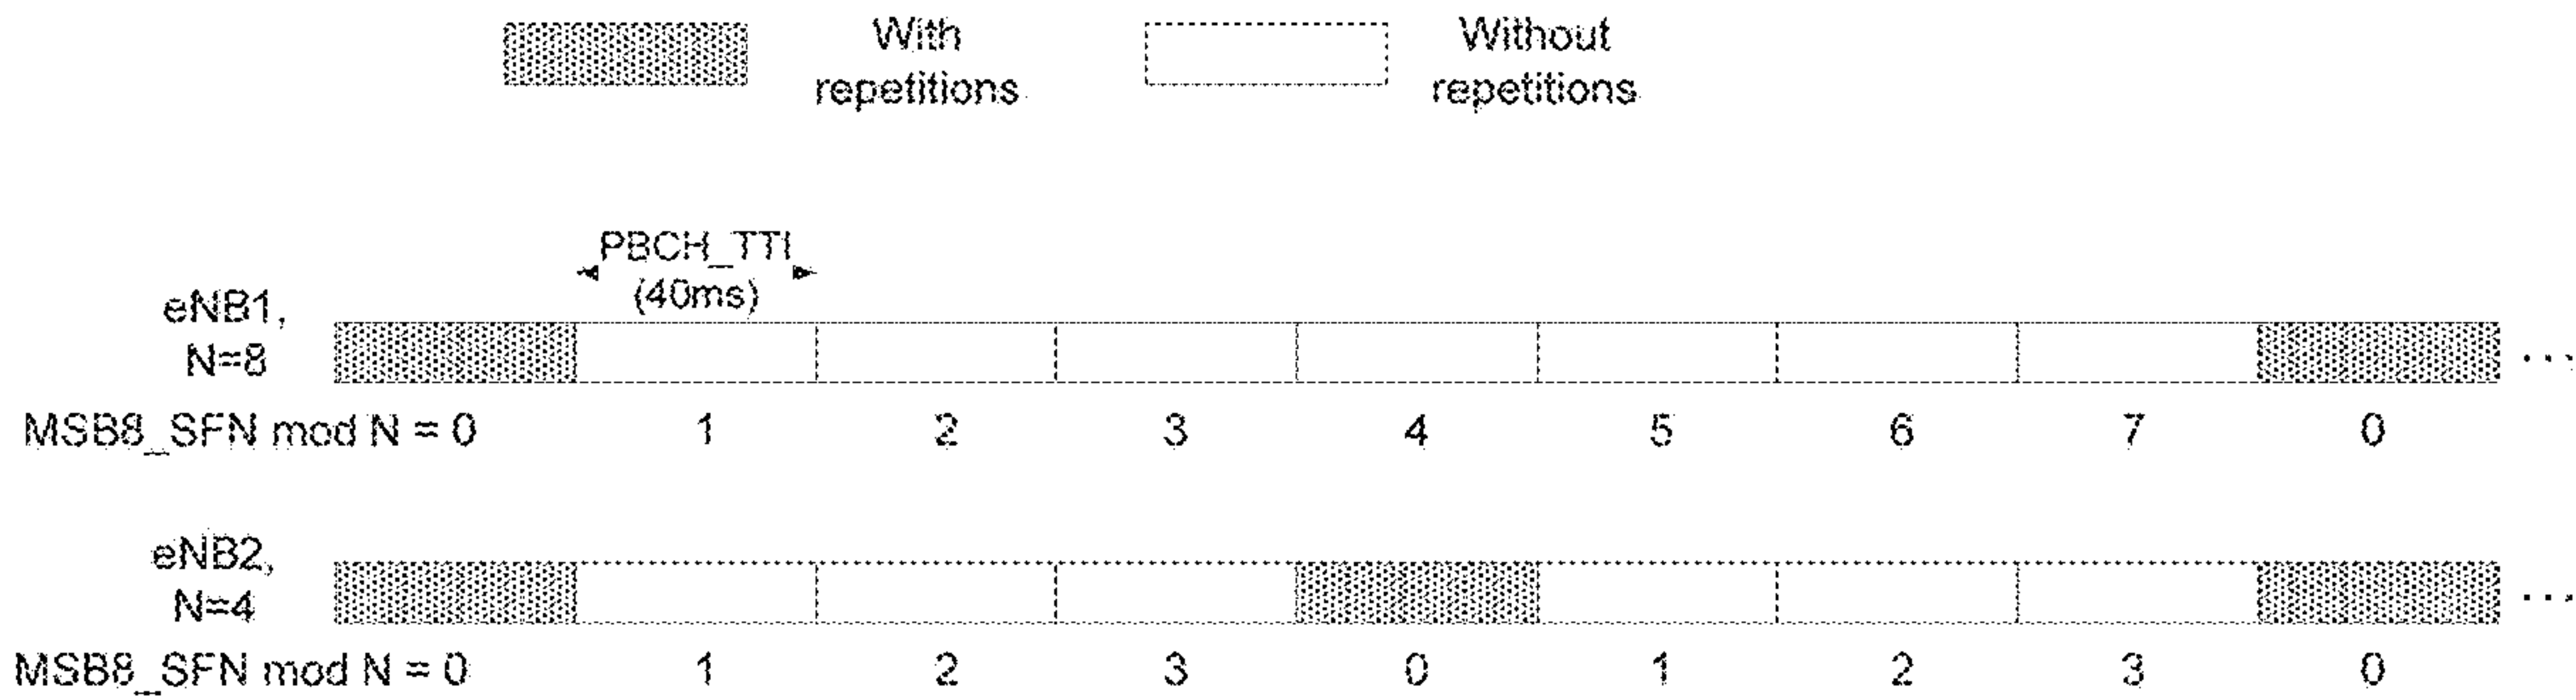 With
repetitions
Without
repetitions
PBCH_TTI
(40ms)
eNB1,
N=8
MSB8_SFN mod N = 0 1 2 3 4 5 6 7 0
...
eNB2,
N=4
MSB8_SFN mod N = 0 1 2 3 0 1 2 3 0
...